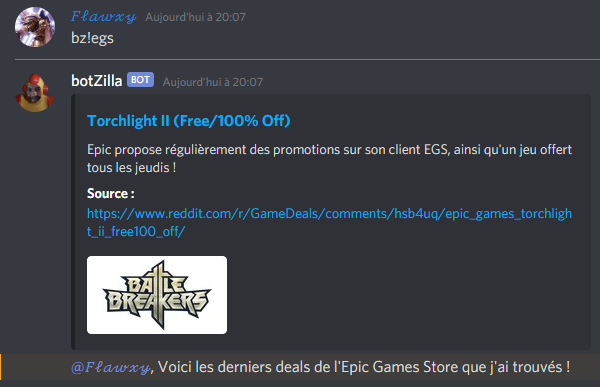 𝓕𝓵𝓪𝔀𝔁𝔂 Aujourd'hui à 20:07
bz!egs
botZilla BOT Aujourd'hui à 20:07
Torchlight II (Free/100% Off)
Epic propose régulièrement des promotions sur son client EGS, ainsi qu'un jeu offert
tous les jeudis !
Source :
https://www.reddit.com/r/GameDeals/comments/hsb4uq/epic_games_torchligh
t_ii_free100_off/
BATTLE
BREAKERS
@𝓕𝓵𝓪𝔀𝔁𝔂, Voici les derniers deals de l'Epic Games Store que j'ai trouvés !